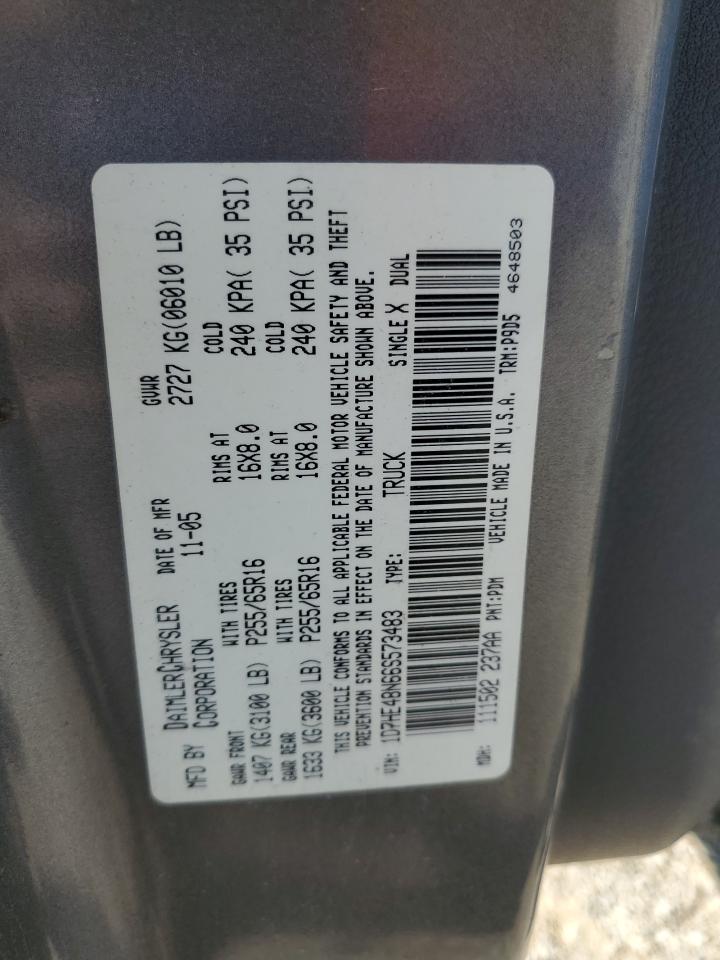 MFD BY DAIMLERCHRYSLER CORPORATION DATE OF MFR 11-05 GVWR 2727 KG(06010 LB)
GAWR FRONT WITH TIRES RIMS AT COLD
1407 KG(3100 LB) P255/65R16 16X8.0 240 KPA( 35 PSI)
GAWR REAR WITH TIRES RIMS AT COLD
1633 KG(3600 LB) P255/65R16 16X8.0 240 KPA( 35 PSI)
THIS VEHICLE CONFORMS TO ALL APPLICABLE FEDERAL MOTOR VEHICLE SAFETY AND THEFT
PREVENTION STANDARDS IN EFFECT ON THE DATE OF MANUFACTURE SHOWN ABOVE.
VIN: 1D7HE48N66S573483 TYPE: TRUCK SINGLE X DUAL
MDH: 111502 237AA PNT:PDM VEHICLE MADE IN U.S.A. TRM:P9D5 4648503